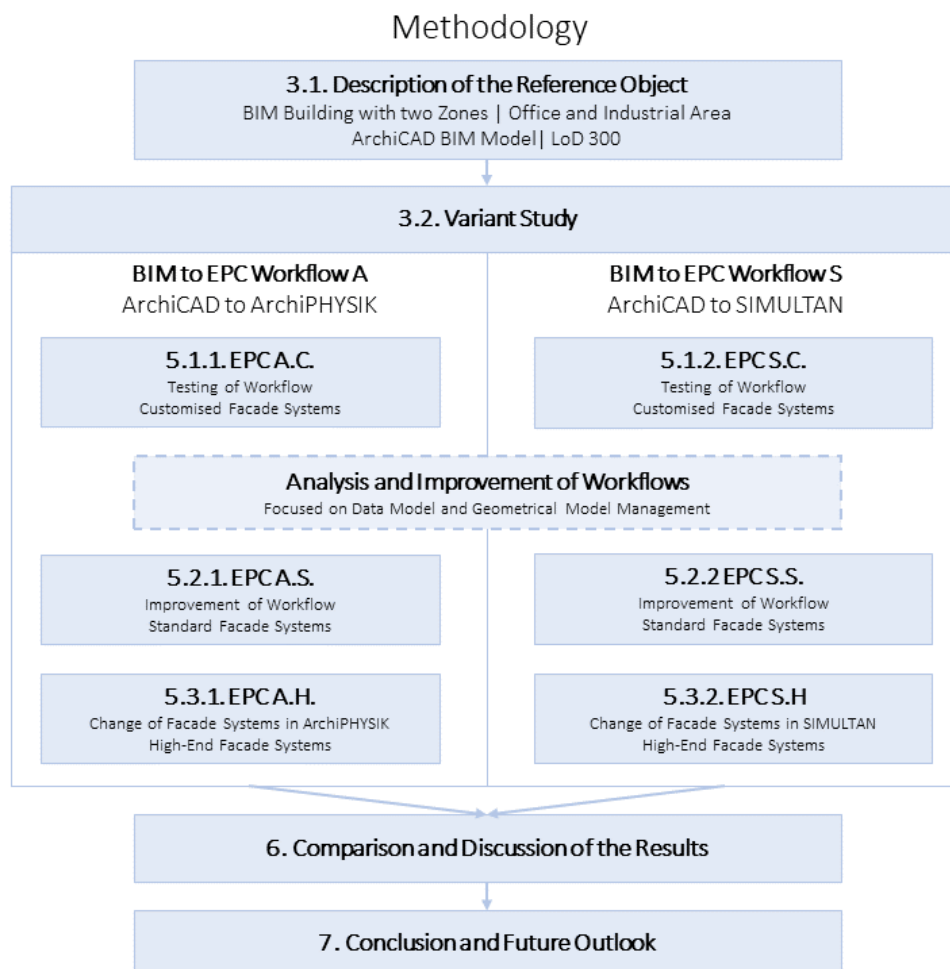 Methodology
3.1. Description of the Reference Object
BIM Building with two Zones | Office and Industrial Area
ArchiCAD BIM Model| LoD 300
3.2. Variant Study
BIM to EPC Workflow A
ArchiCAD to ArchiPHYSIK
BIM to EPC Workflow S
ArchiCAD to SIMULTAN
5.1.1. EPC A.C.
Testing of Workflow
Customised Facade Systems
5.1.2. EPC S.C.
Testing of Workflow
Customised Facade Systems
Analysis and Improvement of Workflows
Focused on Data Model and Geometrical Model Management
5.2.1. EPC A.S.
Improvement of Workflow
Standard Facade Systems
5.2.2 EPC S.S.
Improvement of Workflow
Standard Facade Systems
5.3.1. EPC A.H.
Change of Facade Systems in ArchiPHYSIK
High-End Facade Systems
5.3.2. EPC S.H
Change of Facade Systems in SIMULTAN
High-End Facade Systems
6. Comparison and Discussion of the Results
7. Conclusion and Future Outlook